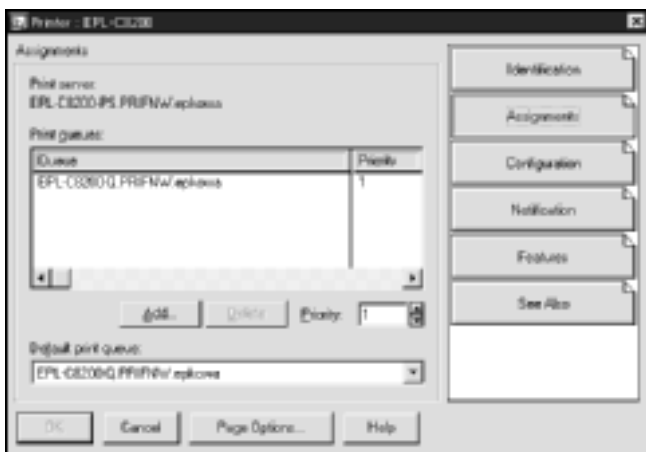 Printer : EPL-C8200
Assignments
Print server:
EPL-C8200-PS.PRIFNW.epkowa
Print queues:
Queue Priority
EPL-C8200-Q.PRIFNW.epkowa 1
Add... Delete Priority: 1
Default print queue:
EPL-C8200-Q.PRIFNW.epkowa
OK Cancel Page Options... Help
Identification
Assignments
Configuration
Notification
Features
See Also